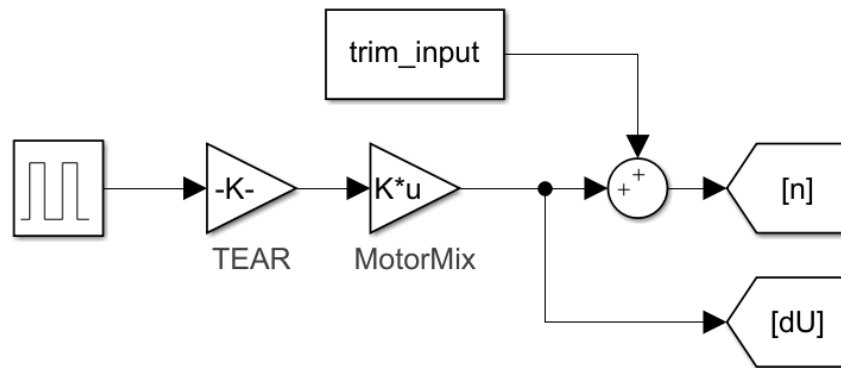 trim_input
-K-
K*u
+
+
[n]
TEAR
MotorMix
[dU]